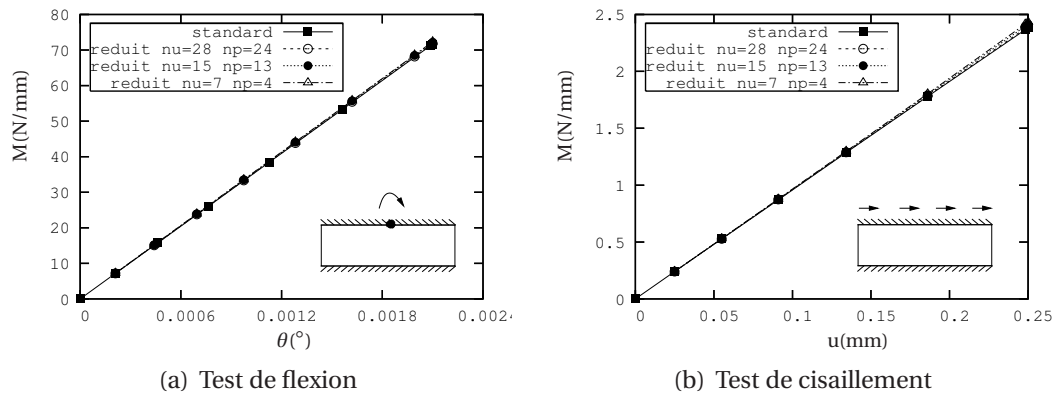 80
70
60
50
40
30
20
10
0
M(N/mm)
standard
reduit nu=28 np=24
reduit nu=15 np=13
reduit nu=7 np=4
0 0.0006 0.0012 0.0018 0.0024
θ(°)
(a) Test de flexion
2.5
2
1.5
1
0.5
0
M(N/mm)
standard
reduit nu=28 np=24
reduit nu=15 np=13
reduit nu=7 np=4
0 0.05 0.1 0.15 0.2 0.25
u(mm)
(b) Test de cisaillement